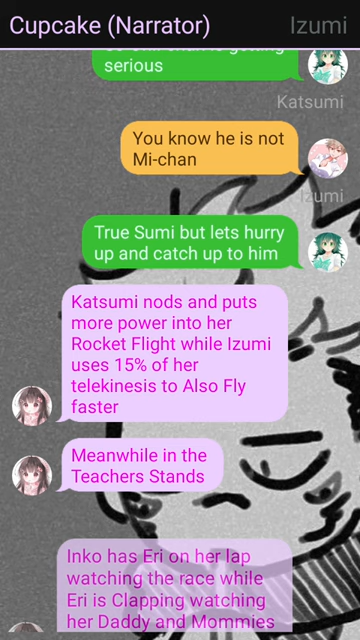 Cupcake (Narrator) Izumi
serious
Katsumi
You know he is not
Mi-chan
Izumi
True Sumi but lets hurry
up and catch up to him
Katsumi nods and puts
more power into her
Rocket Flight while Izumi
uses 15% of her
telekinesis to Also Fly
faster
Meanwhile in the
Teachers Stands
Inko has Eri on her lap
watching the race while
Eri is Clapping watching
her Daddy and Mommies